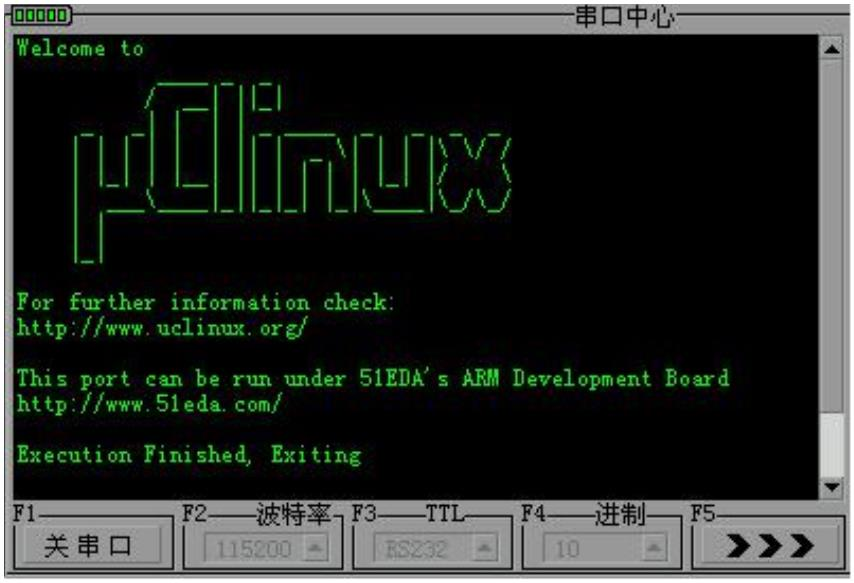 串口中心
Welcome to
µClinux
For further information check:
http://www.uclinux.org/
This port can be run under 51EDA's ARM Development Board
http://www.51eda.com/
Execution Finished, Exiting
F1 F2 波特率 F3 TTL F4 进制 F5
关串口 115200 RS232 10 >>>